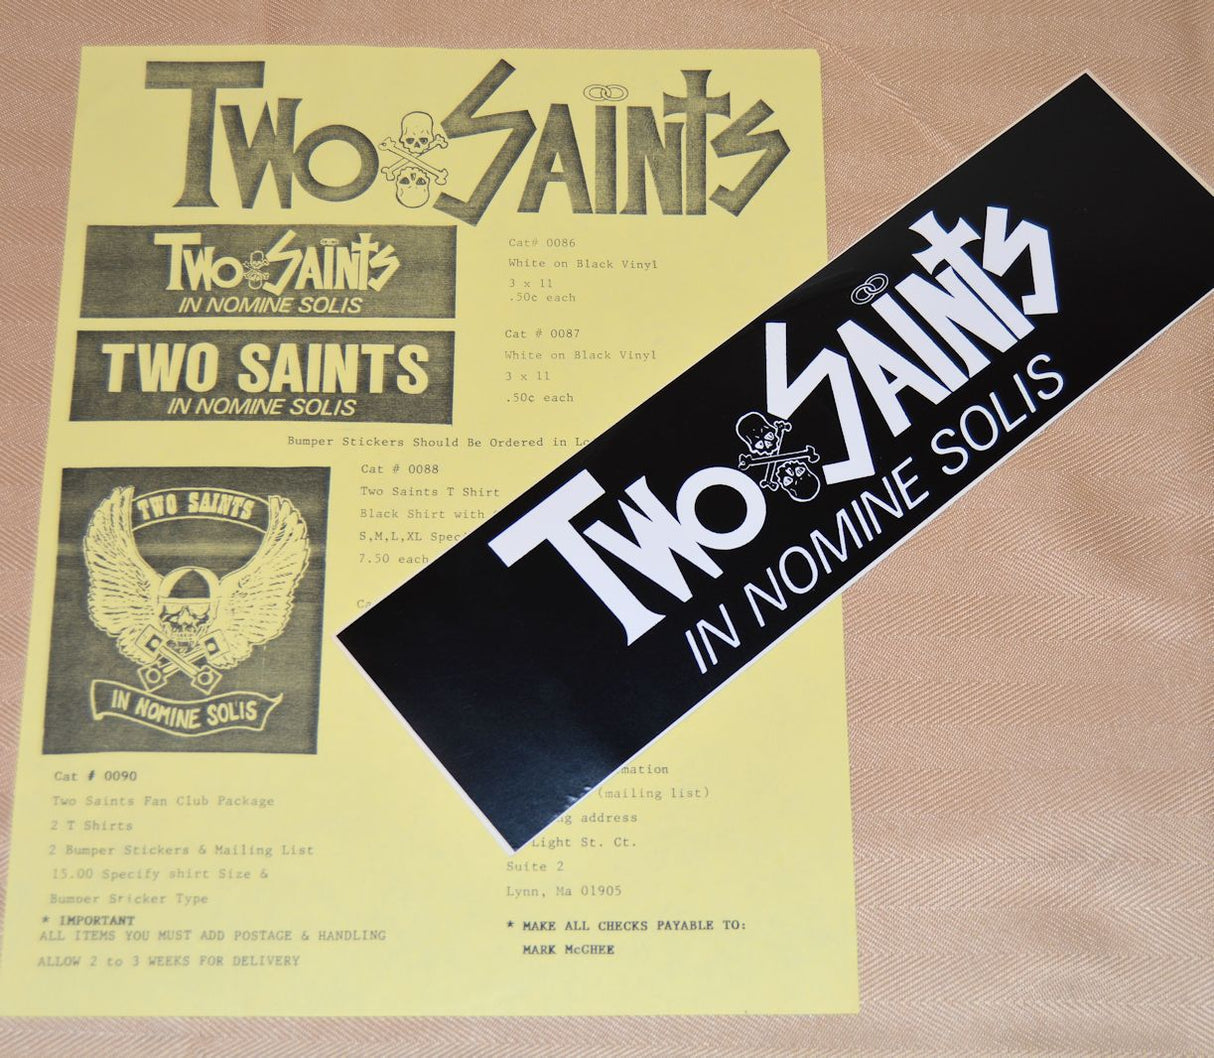 TWO SAINTS
TWO SAINTS
IN NOMINE SOLIS
Cat# 0086
White on Black Vinyl
3 x 11
.50¢ each
TWO SAINTS
IN NOMINE SOLIS
Cat # 0087
White on Black Vinyl
3 x 11
.50¢ each
Bumper Stickers Should Be Ordered in
TWO SAINTS
IN NOMINE SOLIS
Cat # 0088
Two Saints T Shirt
Black Shirt with
S,M,L,XL
7.50 each
TWO SAINTS
IN NOMINE SOLIS
Cat # 0090
Two Saints Fan Club Package
2 T Shirts
2 Bumper Stickers & Mailing List
15.00 Specify shirt Size &
Bumper Sticker Type
* IMPORTANT
ALL ITEMS YOU MUST ADD POSTAGE & HANDLING
ALLOW 2 to 3 WEEKS FOR DELIVERY
(mailing list)
address
Light St. Ct.
Suite 2
Lynn, Ma 01905
* MAKE ALL CHECKS PAYABLE TO:
MARK McGHEE